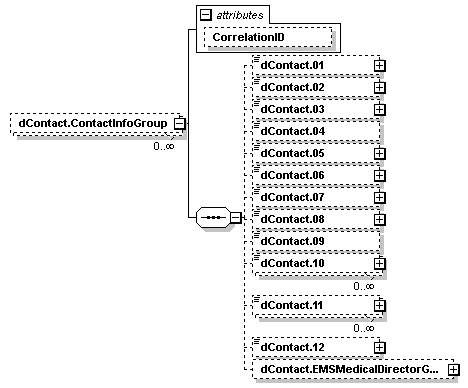 attributes
CorrelationID
dContact.ContactInfoGroup
0..∞
dContact.01
dContact.02
dContact.03
dContact.04
dContact.05
dContact.06
dContact.07
dContact.08
dContact.09
dContact.10
0..∞
dContact.11
0..∞
dContact.12
dContact.EMSMedicalDirectorG...